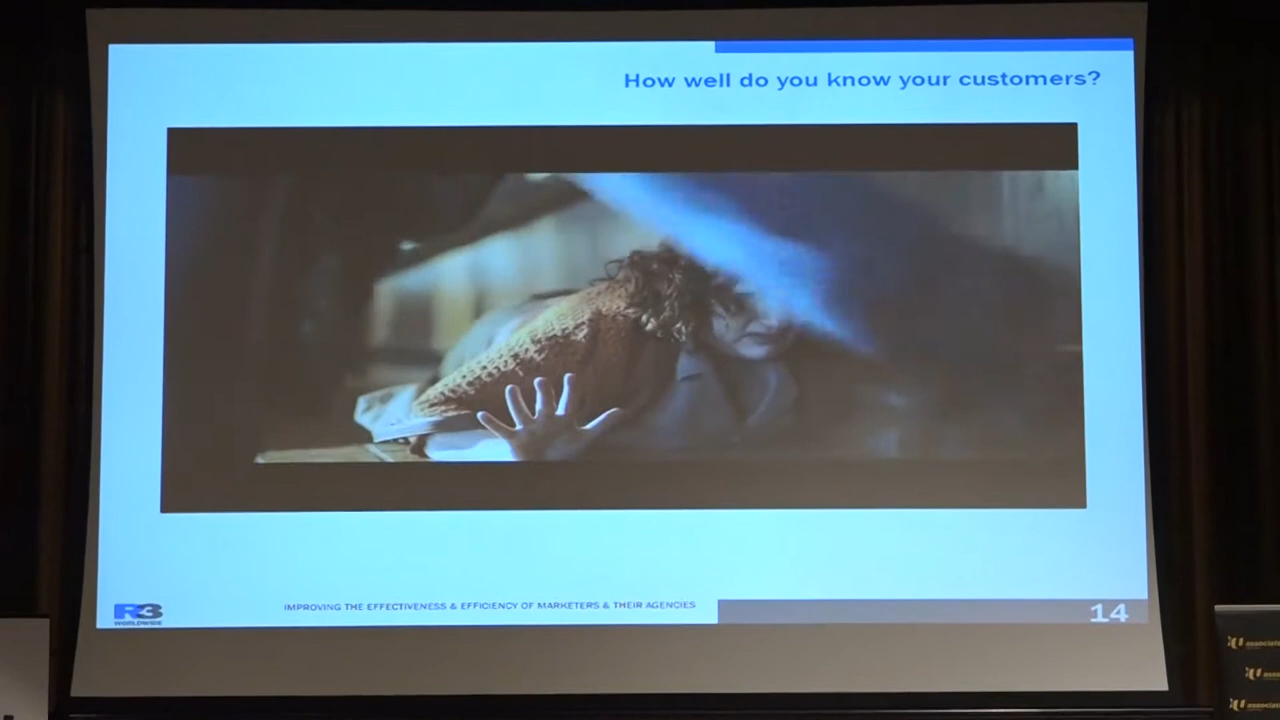 How well do you know your customers?
R3
WORLDWIDE
IMPROVING THE EFFECTIVENESS & EFFICIENCY OF MARKETERS & THEIR AGENCIES
14